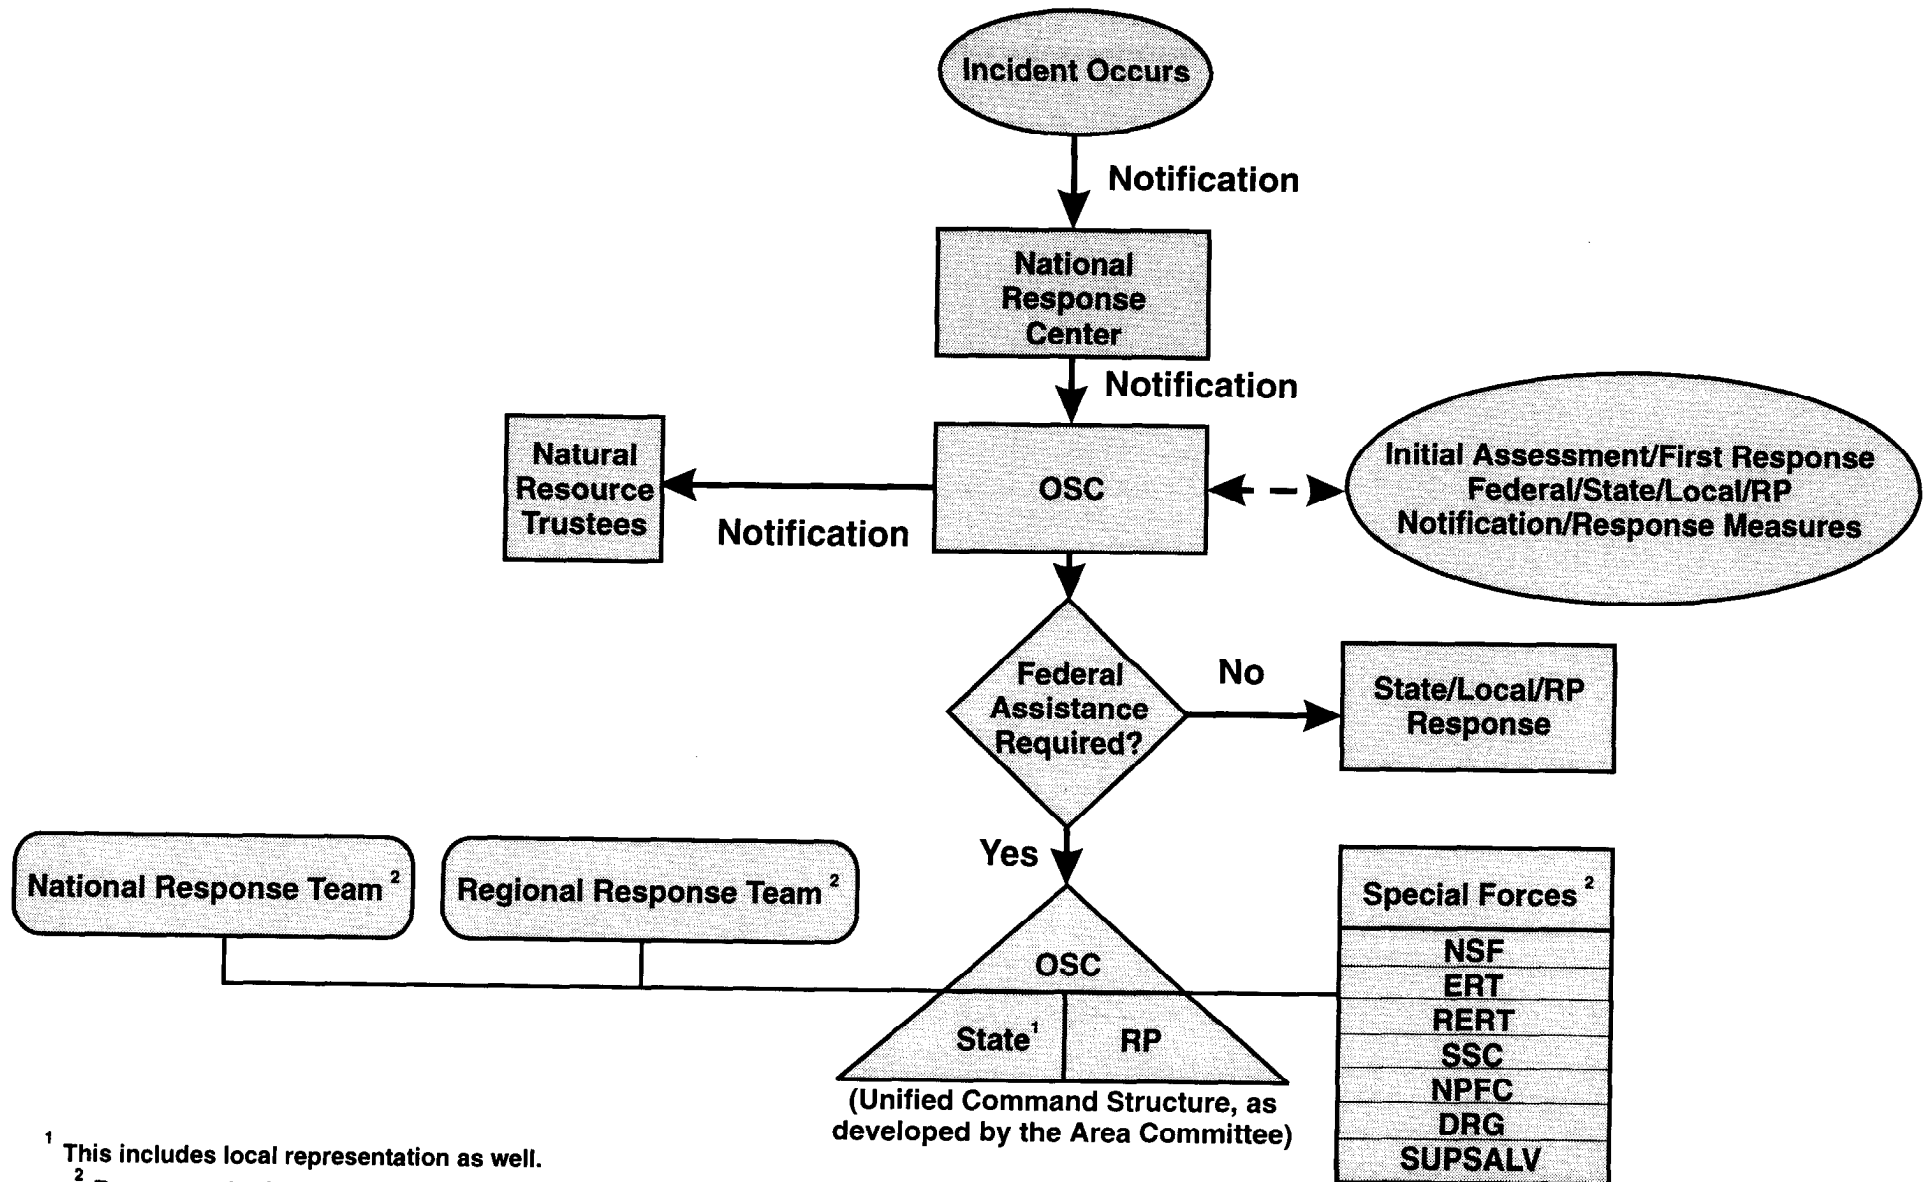 Incident Occurs
Notification
National
Response
Center
Notification
Natural
Resource
Trustees
Notification
OSC
Initial Assessment/First Response
Federal/State/Local/RP
Notification/Response Measures
Federal
Assistance
Required?
No
State/Local/RP
Response
Yes
National Response Team 2
Regional Response Team 2
OSC
State 1
RP
(Unified Command Structure, as
developed by the Area Committee)
Special Forces 2
NSF
ERT
RERT
SSC
NPFC
DRG
SUPSALV
1 This includes local representation as well.
2